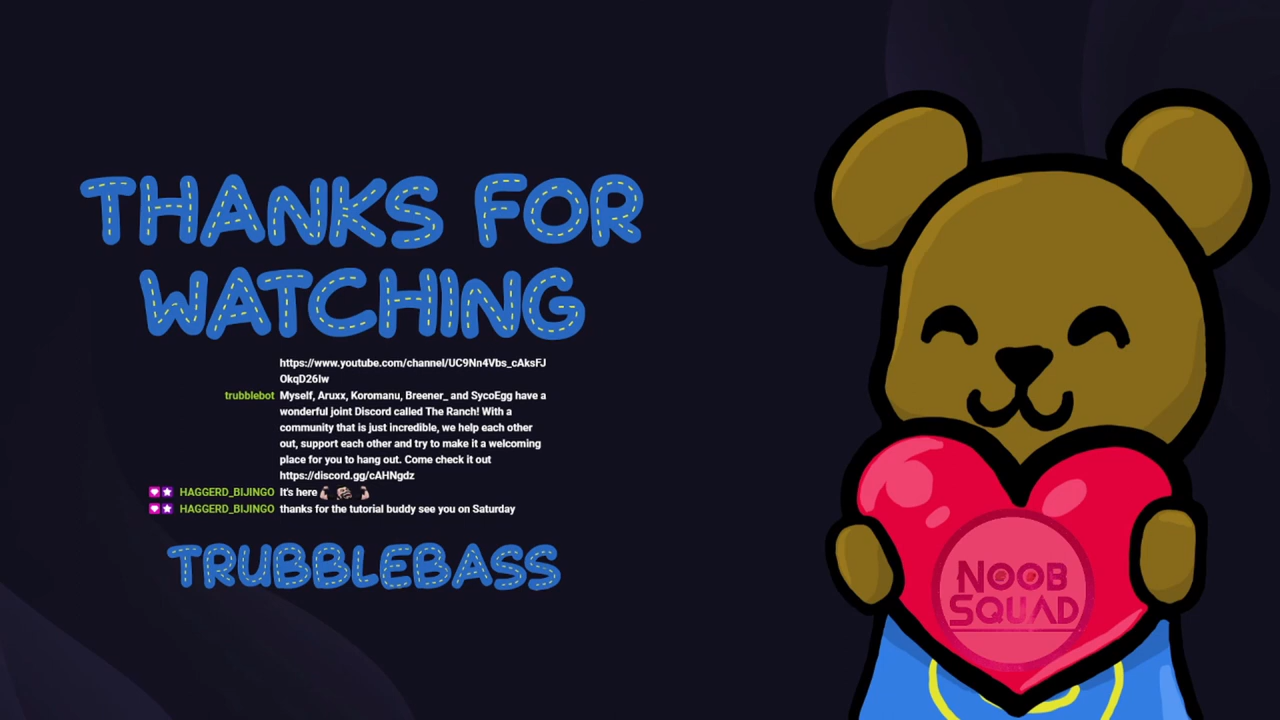 THANKS FOR
WATCHING
https://www.youtube.com/channel/UC9Nn4Vbs_cAksFJ
OkqD26Iw
trubblebot Myself, Aruxx, Koromanu, Breener_ and SycoEgg have a
wonderful joint Discord called The Ranch! With a
community that is just incredible, we help each other
out, support each other and try to make it a welcoming
place for you to hang out. Come check it out
https://discord.gg/cAHNgdz
HAGGERD_BIJINGO It's here
HAGGERD_BIJINGO thanks for the tutorial buddy see you on Saturday
TRUBBLEBASS
NOOB
SQUAD